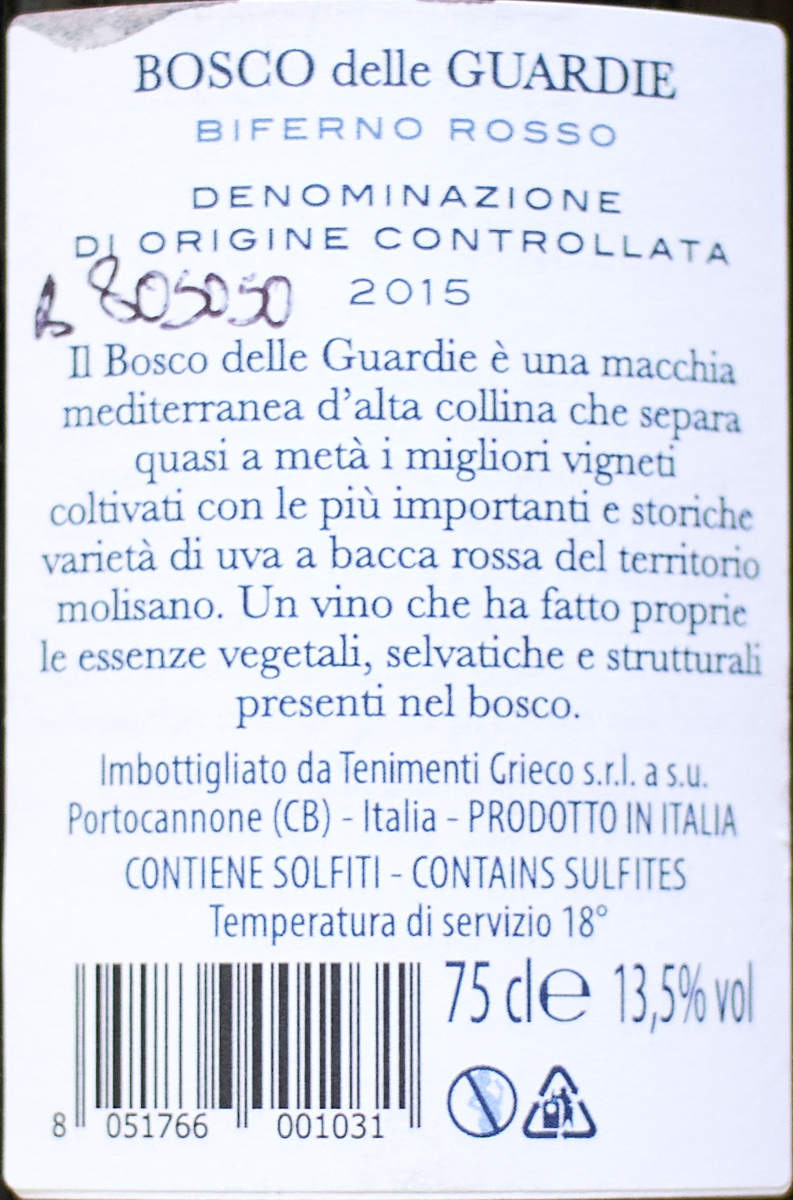 BOSCO delle GUARDIE
BIFERNO ROSSO
DENOMINAZIONE
DI ORIGINE CONTROLLATA
805050 2015
Il Bosco delle Guardie è una macchia
mediterranea d'alta collina che separa
quasi a metà i migliori vigneti
coltivati con le più importanti e storiche
varietà di uva a bacca rossa del territorio
molisano. Un vino che ha fatto proprie
le essenze vegetali, selvatiche e strutturali
presenti nel bosco.
Imbottigliato da Tenimenti Grieco s.r.l. a s.u.
Portocannone (CB) - Italia - PRODOTTO IN ITALIA
CONTIENE SOLFITI - CONTAINS SULFITES
Temperatura di servizio 18°
75 cl e 13,5% vol
8 051766 001031